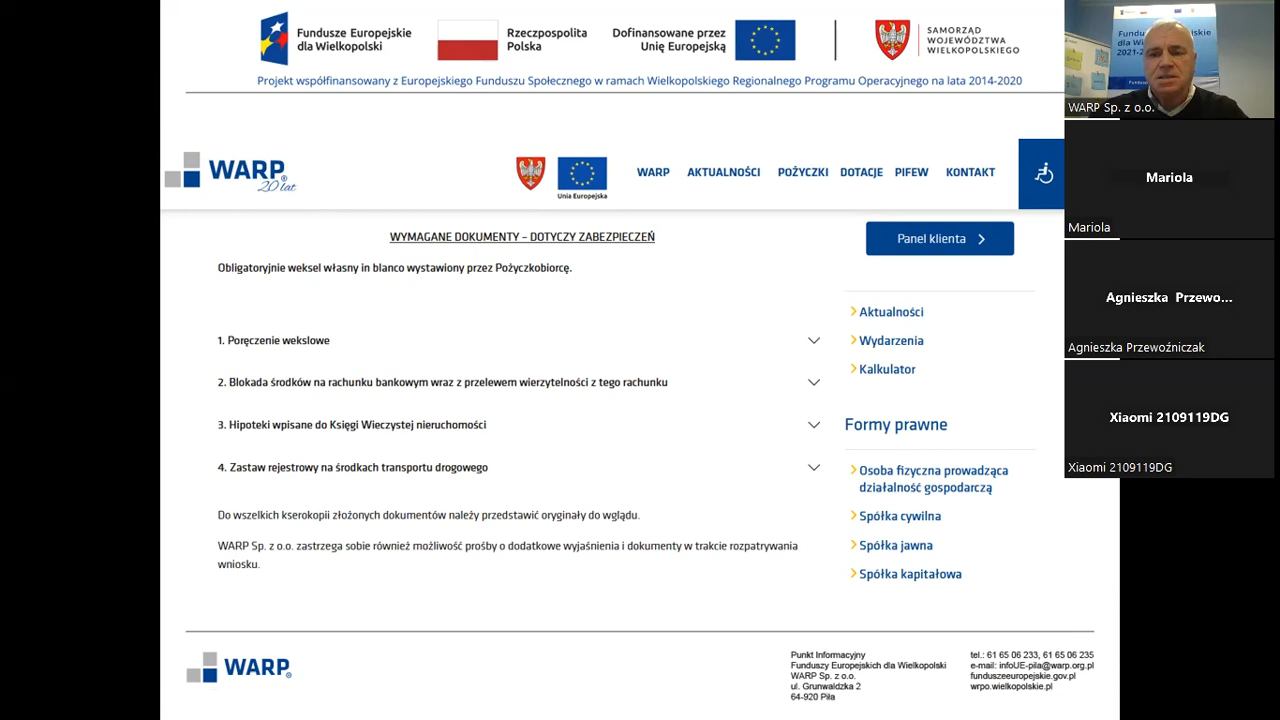 Fundusze Europejskie
dla Wielkopolski
Rzeczpospolita
Polska
Dofinansowane przez
Unię Europejską
SAMORZĄD
WOJEWÓDZTWA
WIELKOPOLSKIEGO
Projekt współfinansowany z Europejskiego Funduszu Społecznego w ramach Wielkopolskiego Regionalnego Programu Operacyjnego na lata 2014-2020
WARP
20 lat
Unia Europejska
WARP AKTUALNOŚCI POŻYCZKI DOTACJE PIFEW KONTAKT
WYMAGANE DOKUMENTY – DOTYCZY ZABEZPIECZEŃ
Obligatoryjnie weksel własny in blanco wystawiony przez Pożyczkobiorcę.
1. Poręczenie wekslowe
2. Blokada środków na rachunku bankowym wraz z przelewem wierzytelności z tego rachunku
3. Hipoteki wpisane do Księgi Wieczystej nieruchomości
4. Zastaw rejestrowy na środkach transportu drogowego
Do wszelkich kserokopii złożonych dokumentów należy przedstawić oryginały do wglądu.
WARP Sp. z o.o. zastrzega sobie również możliwość prośby o dodatkowe wyjaśnienia i dokumenty w trakcie rozpatrywania
wniosku.
Panel klienta
Aktualności
Wydarzenia
Kalkulator
Formy prawne
Osoba fizyczna prowadząca
działalność gospodarczą
Spółka cywilna
Spółka jawna
Spółka kapitałowa
WARP
Punkt Informacyjny
Funduszy Europejskich dla Wielkopolski
WARP Sp. z o.o.
ul. Grunwaldzka 2
64-920 Piła
tel.: 61 65 06 233, 61 65 06 235
e-mail: infoUE-pila@warp.org.pl
funduszeeuropejskie.gov.pl
wrpo.wielkopolskie.pl
WARP Sp. z o.o.
Mariola
Mariola
Agnieszka Przewo...
Agnieszka Przewoźniczak
Xiaomi 2109119DG
Xiaomi 2109119DG